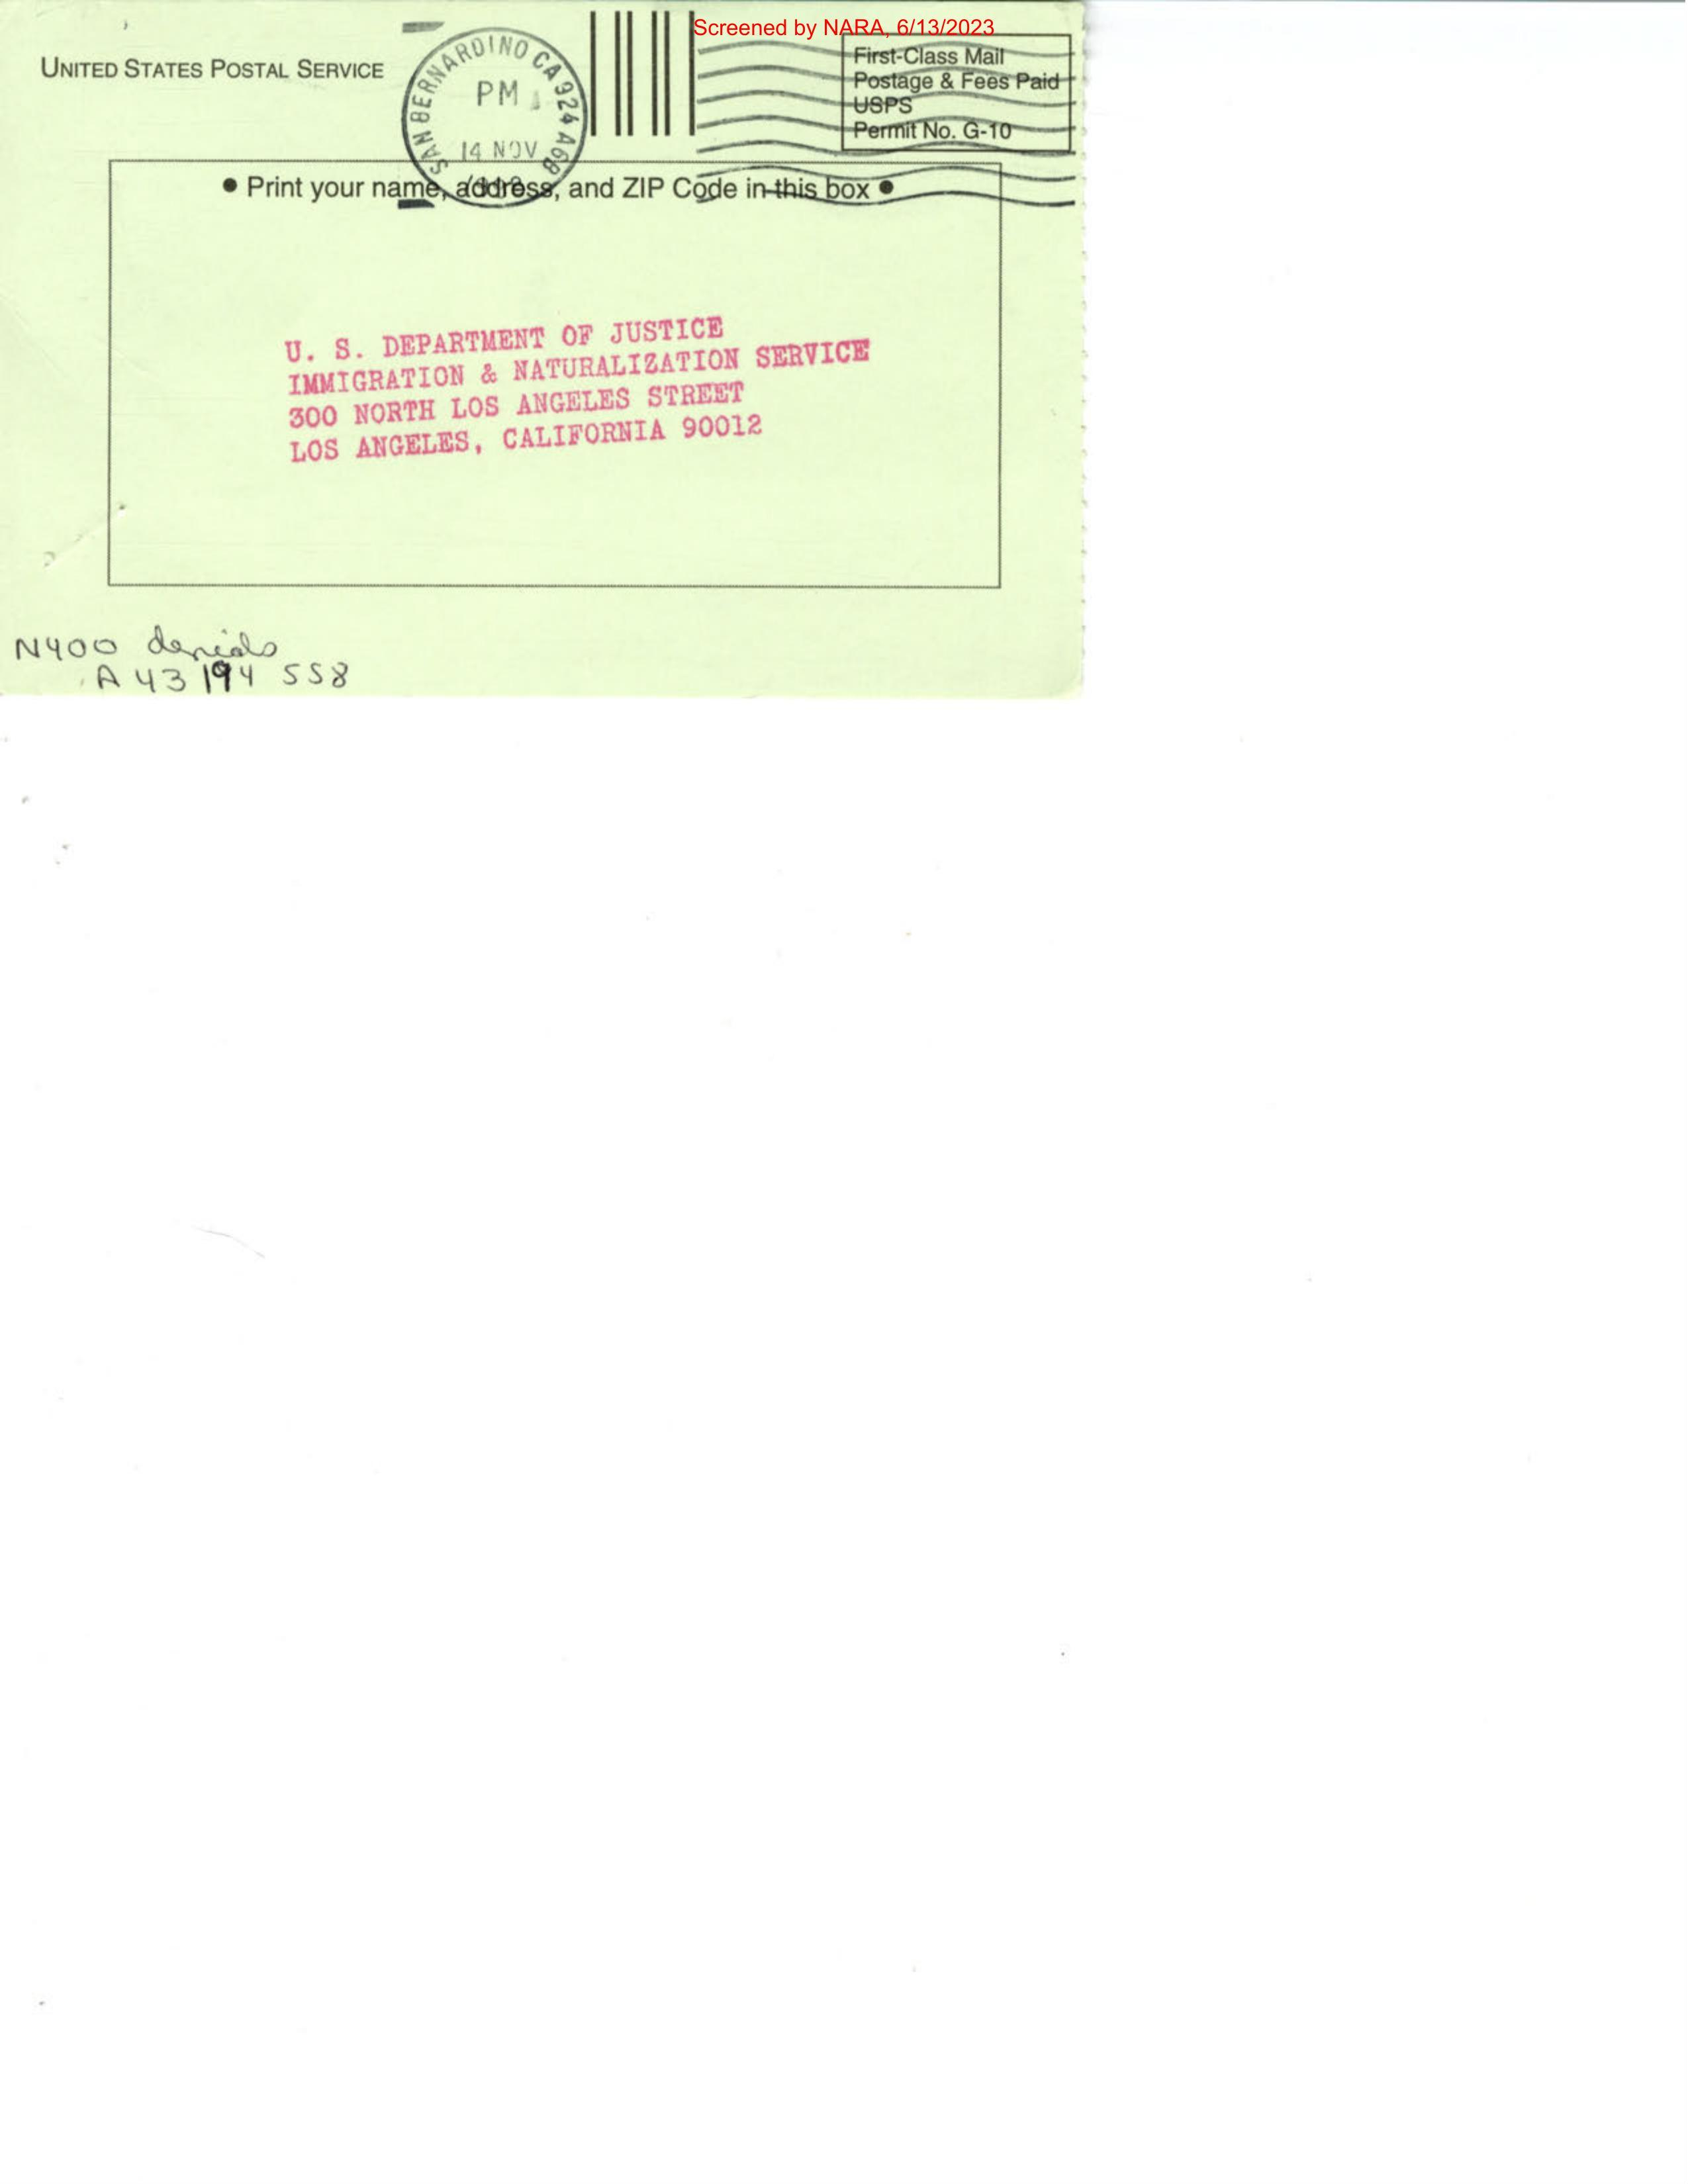 Screened by NARA, 6/13/2023
UNITED STATES POSTAL SERVICE
SAN BERNARDINO CA 924 A6B
PM
14 NOV
First-Class Mail
Postage & Fees Paid
USPS
Permit No. G-10
● Print your name, address, and ZIP Code in this box ●
U. S. DEPARTMENT OF JUSTICE
IMMIGRATION & NATURALIZATION SERVICE
300 NORTH LOS ANGELES STREET
LOS ANGELES, CALIFORNIA 90012
N400 denials
A 43 194 558